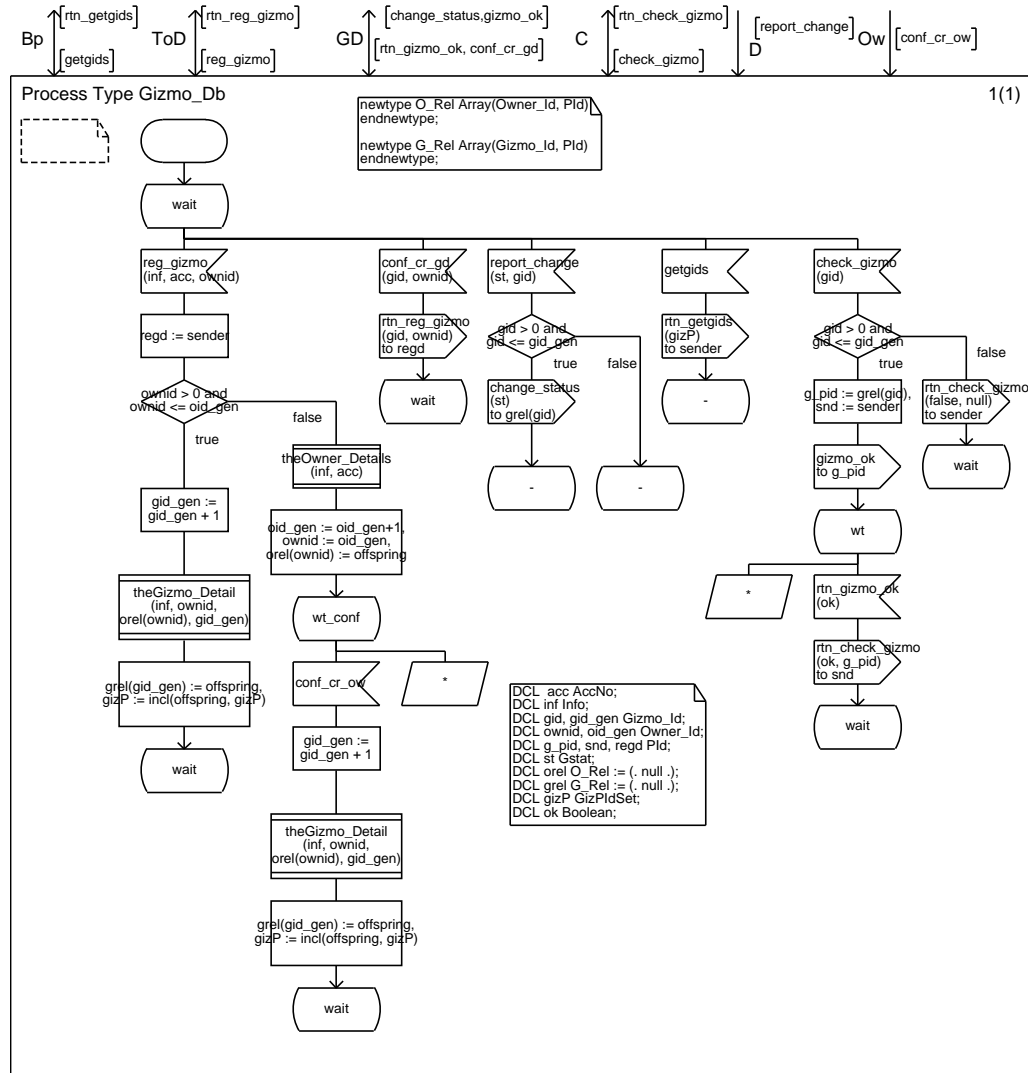 Bp
[rtn_getgids]
[getgids]
ToD
[rtn_reg_gizmo]
[reg_gizmo]
GD
[change_status,gizmo_ok]
[rtn_gizmo_ok, conf_cr_gd]
C
[rtn_check_gizmo]
[check_gizmo]
D
[report_change]
Ow
[conf_cr_ow]
Process Type Gizmo_Db
1(1)
newtype O_Rel Array(Owner_Id, PId)
endnewtype;
newtype G_Rel Array(Gizmo_Id, PId)
endnewtype;
wait
reg_gizmo
(inf, acc, ownid)
regd := sender
ownid > 0 and
ownid <= oid_gen
true
false
gid_gen :=
gid_gen + 1
theGizmo_Detail
(inf, ownid,
orel(ownid), gid_gen)
grel(gid_gen) := offspring,
gizP := incl(offspring, gizP)
wait
theOwner_Details
(inf, acc)
oid_gen := oid_gen+1,
ownid := oid_gen,
orel(ownid) := offspring
wt_conf
conf_cr_ow
*
gid_gen :=
gid_gen + 1
theGizmo_Detail
(inf, ownid,
orel(ownid), gid_gen)
grel(gid_gen) := offspring,
gizP := incl(offspring, gizP)
wait
conf_cr_gd
(gid, ownid)
rtn_reg_gizmo
(gid, ownid)
to regd
wait
report_change
(st, gid)
gid > 0 and
gid <= gid_gen
true
false
change_status
(st)
to grel(gid)
-
-
getgids
rtn_getgids
(gizP)
to sender
-
check_gizmo
(gid)
gid > 0 and
gid <= gid_gen
true
false
g_pid := grel(gid),
snd := sender
rtn_check_gizmo
(false, null)
to sender
gizmo_ok
to g_pid
wait
wt
*
rtn_gizmo_ok
(ok)
rtn_check_gizmo
(ok, g_pid)
to snd
wait
DCL  acc AccNo;
DCL inf Info;
DCL gid, gid_gen Gizmo_Id;
DCL ownid, oid_gen Owner_Id;
DCL g_pid, snd, regd PId;
DCL st Gstat;
DCL orel O_Rel := (. null .);
DCL grel G_Rel := (. null .);
DCL gizP GizPIdSet;
DCL ok Boolean;